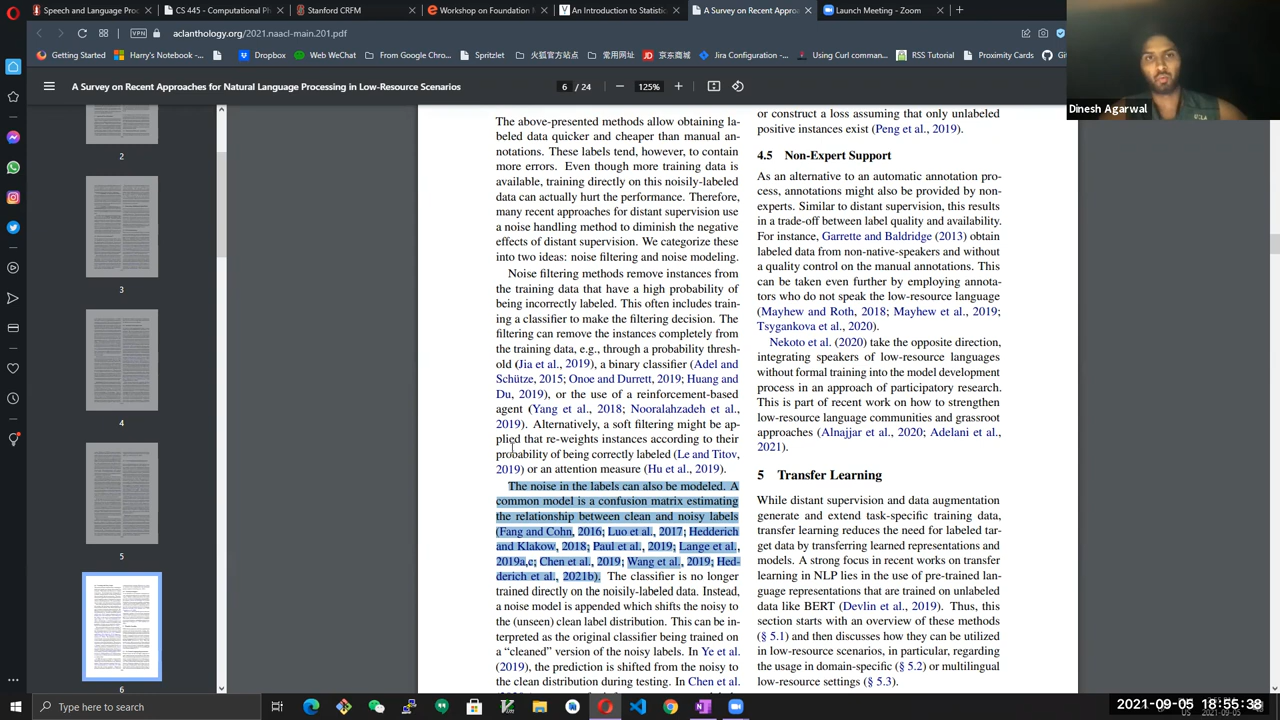 Speech and Language Proc
CS 445 - Computational Ph
Stanford CRFM
Workshop on Foundation M
An Introduction to Statistic
A Survey on Recent Appro
Launch Meeting - Zoom
VPN
aclanthology.org/2021.naacl-main.201.pdf
Getting Started
Harry's Notebook -...
Dropbox
From Google Chro...
Spritzlet
火狐官方站点
常用网址
京东商城
Jira Configuration -...
Using Curl comman...
RSS Tutorial
Proximity Cards
Gi
A Survey on Recent Approaches for Natural Language Processing in Low-Resource Scenarios
6 / 24
125%
Dinesh Agarwal
2
3
4
5
6
The above-presented methods allow obtaining la-
beled data quicker and cheaper than manual an-
notations. These labels tend, however, to contain
more errors. Even though more training data is
available, training directly on this noisily-labeled
data can actually hurt the performance. Therefore,
many recent approaches for distant supervision use
a noise handling method to diminish the negative
effects of distant supervision. We categorize these
into two ideas: noise filtering and noise modeling.
Noise filtering methods remove instances from
the training data that have a high probability of
being incorrectly labeled. This often includes train-
ing a classifier to make the filtering decision. The
filtering can remove the instances completely from
the training data, e.g., through a probability thresh-
old (Jia et al., 2019), a binary classifier (Adel and
Schütze, 2015; Onoe and Durrett, 2019; Huang and
Du, 2019), or the use of a reinforcement-based
agent (Yang et al., 2018; Nooralahzadeh et al.,
2019). Alternatively, a soft filtering might be ap-
plied that re-weights instances according to their
probability of being correctly labeled (Le and Titov,
2019) or an attention measure (Hu et al., 2019).
The noise in the labels can also be modeled. A
common model is a confusion matrix estimating
the relationship between clean and noisy labels
(Fang and Cohn, 2016; Luo et al., 2017; Hedderich
and Klakow, 2018; Paul et al., 2019; Lange et al.,
2019a,c; Chen et al., 2019; Wang et al., 2019; Hed-
derich et al., 2021b). The classifier is no longer
trained directly on the noisily-labeled data. Instead,
a noise model is appended which shifts the noisy to
the (unseen) clean label distribution. This can be in-
terpreted as the original classifier being trained on
a “cleaned” version of the noisy labels. In Ye et al.
(2019), the prediction is shifted from the noisy to
the clean distribution during testing. In Chen et al.
or construct a loss assuming that only unlabeled
positive instances exist (Peng et al., 2019).
4.5 Non-Expert Support
As an alternative to an automatic annotation pro-
cess, annotations might also be provided by non-
experts. Similar to distant supervision, this results
in a trade-off between label quality and availability.
For instance, Garrette and Baldridge (2013) obtain
labeled data from non-native-speakers and without
a quality control on the manual annotations. This
can be taken even further by employing annota-
tors who do not speak the low-resource language
(Mayhew and Roth, 2018; Mayhew et al., 2019;
Tsygankova et al., 2020).
Nekoto et al. (2020) take the opposite direction,
integrating speakers of low-resource languages
without formal training into the model development
process in an approach of participatory research.
This is part of recent work on how to strengthen
low-resource language communities and grassroot
approaches (Alnajjar et al., 2020; Adelani et al.,
2021).
5 Transfer Learning
While distant supervision and data augmentation
generate and extend task-specific training data,
transfer learning reduces the need for labeled tar-
get data by transferring learned representations and
models. A strong focus in recent works on transfer
learning in NLP lies in the use of pre-trained lan-
guage representations that are trained on unlabeled
data like BERT (Devlin et al., 2019). Thus, this
section starts with an overview of these methods
(§ 5.1) and then discusses how they can be utilized
in low-resource scenarios, in particular, regarding
the usage in domain-specific (§ 5.2) or multilingual
low-resource settings (§ 5.3).
Type here to search
2021-09-05 18:55:38